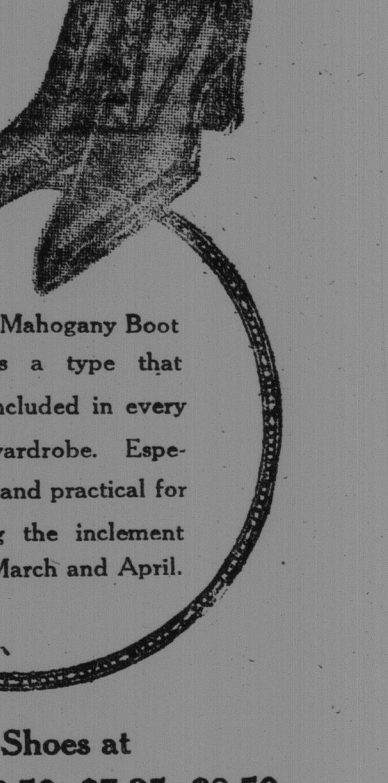 Mahogany Boot
s a type that
ncluded in every
wardrobe. Espe-
and practical for
g the inclement
March and April.
Shoes at